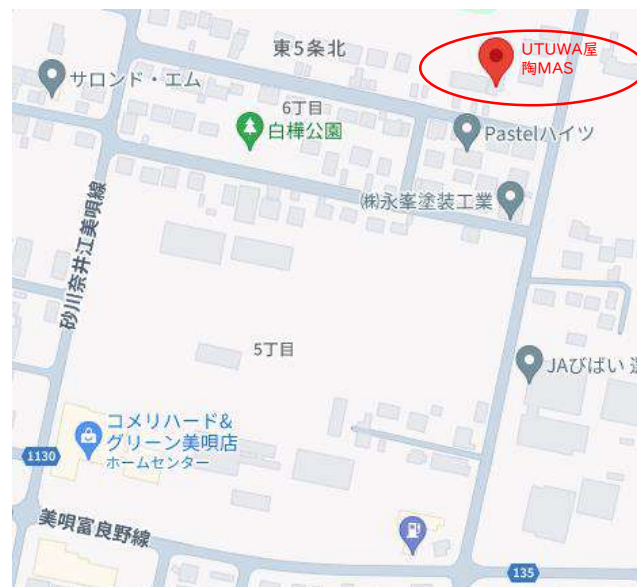 東5条北
UTUWA屋
陶MAS
サロンド・エム
6丁目
白樺公園
Pastelハイツ
㈱永峯塗装工業
砂川奈井江美唄線
5丁目
JAびばい
コメリハード&
グリーン美唄店
ホームセンター
1130
美唄富良野線
135